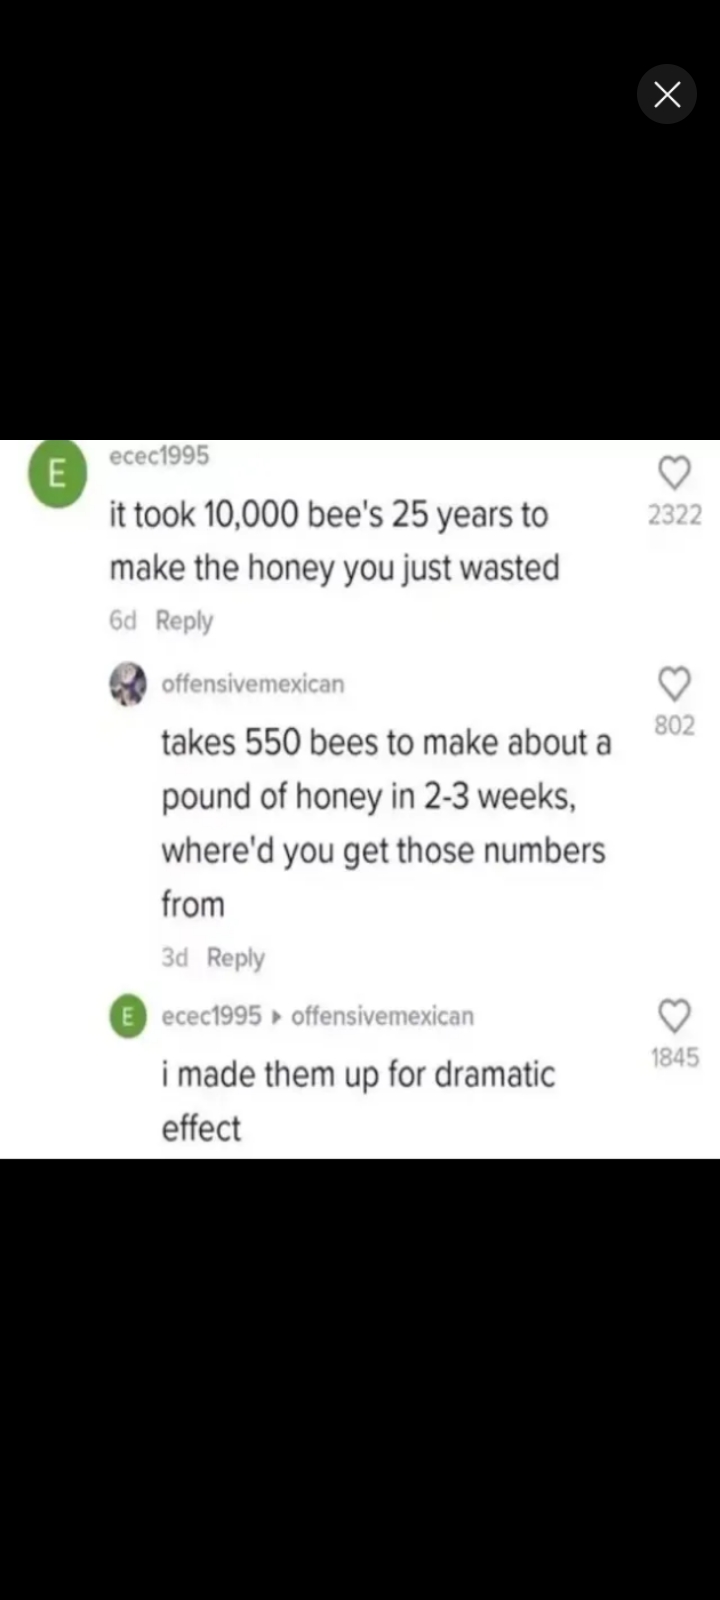 E
ecec1995
2322
it took 10,000 bee's 25 years to
make the honey you just wasted
6d Reply
offensivemexican
802
takes 550 bees to make about a
pound of honey in 2-3 weeks,
where'd you get those numbers
from
3d Reply
E
ecec1995 ▸ offensivemexican
1845
i made them up for dramatic
effect